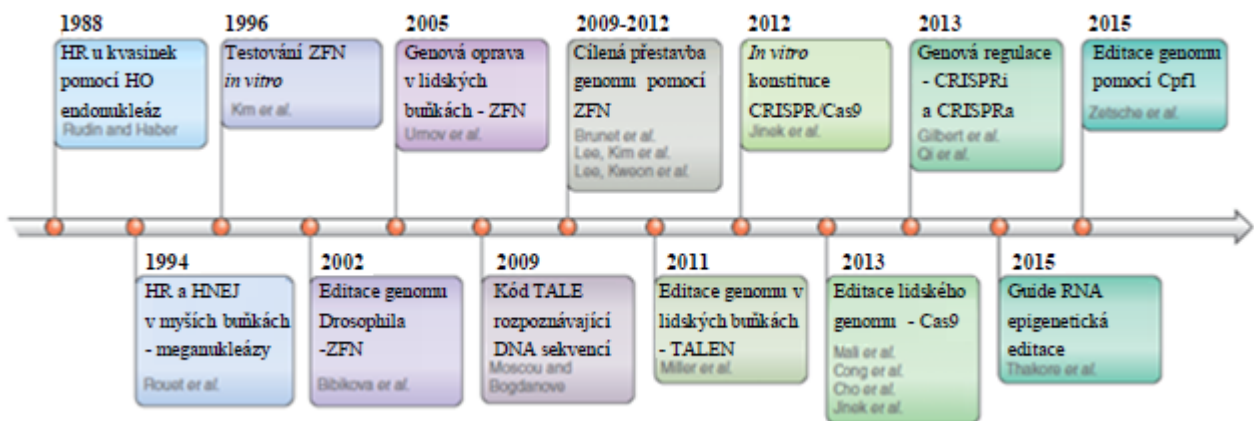 1988
HR u kvasinek
pomocí HO
endonukleáz
Rudin and Haber
1996
Testování ZFN
in vitro
Kim et al.
2005
Genová oprava
v lidských
buňkách - ZFN
Urnov et al.
2009-2012
Cílená přestavba
genomu pomocí
ZFN
Brunet et al.
Lee, Kim et al.
Lee, Kweon et al.
2012
In vitro
konstituce
CRISPR/Cas9
Jinek et al.
2013
Genová regulace
- CRISPRi
a CRISPRa
Gilbert et al.
Qi et al.
2015
Editace genomu
pomocí Cpf1
Zetsche et al.
1994
HR a HNEJ
v myších buňkách
- meganukleázy
Rouet et al.
2002
Editace genomu
Drosophila
-ZFN
Bibikova et al.
2009
Kód TALE
rozpoznávající
DNA sekvencí
Moscou and
Bogdanove
2011
Editace genomu v
lidských buňkách
- TALEN
Miller et al.
2013
Editace lidského
genomu - Cas9
Mali et al.
Cong et al.
Cho et al.
Jinek et al.
2015
Guide RNA
epigenetická
editace
Thakore et al.